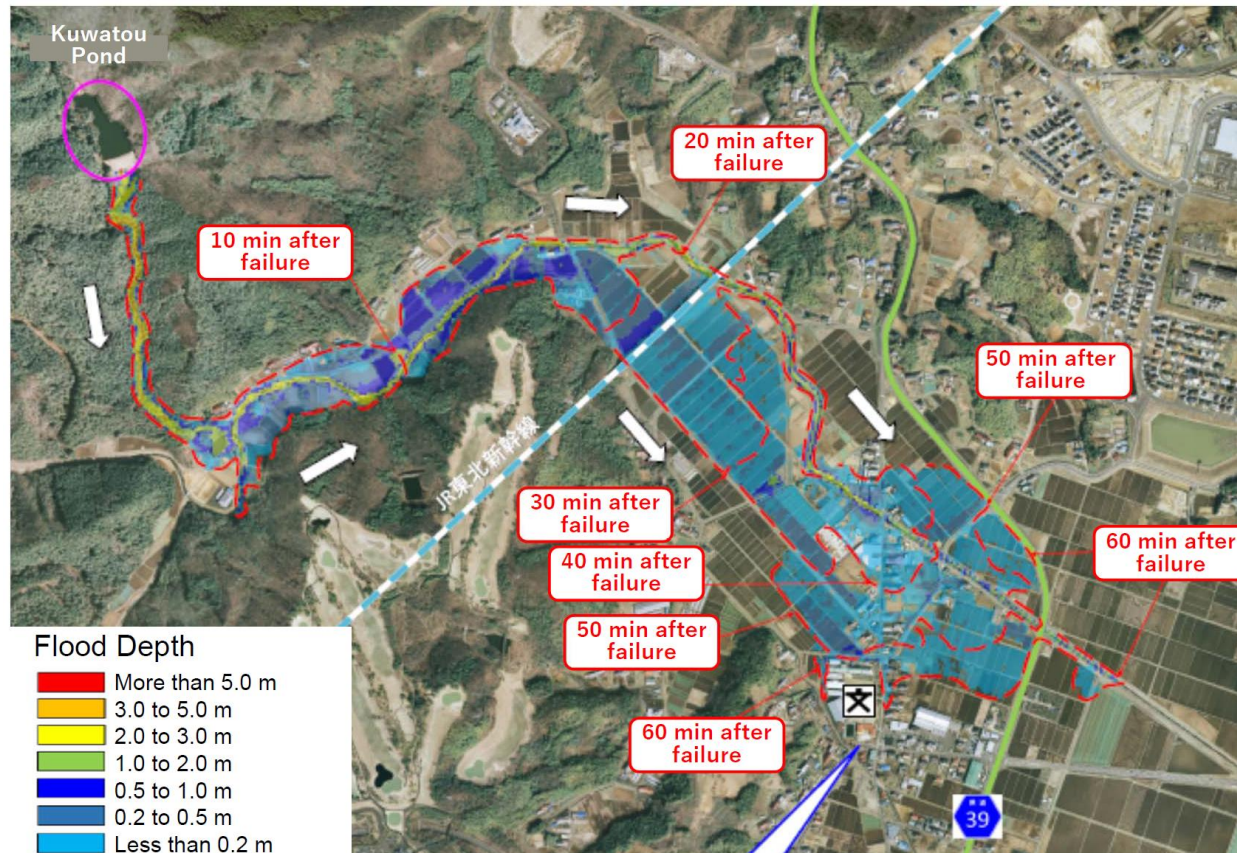 Kuwatou
Pond
20 min after
failure
10 min after
failure
50 min after
failure
JR東北新幹線
30 min after
failure
60 min after
failure
40 min after
failure
50 min after
failure
60 min after
failure
文
39
Flood Depth
More than 5.0 m
3.0 to 5.0 m
2.0 to 3.0 m
1.0 to 2.0 m
0.5 to 1.0 m
0.2 to 0.5 m
Less than 0.2 m